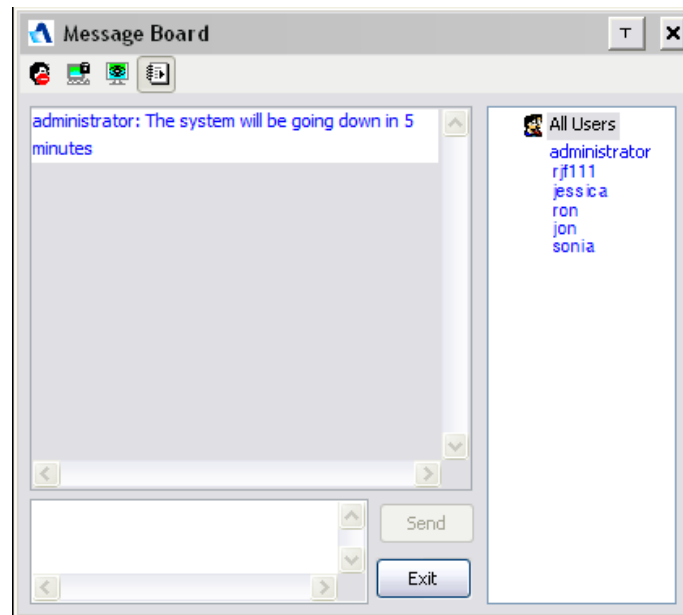 Message Board
T
administrator: The system will be going down in 5
minutes
All Users
administrator
rjf111
jessica
ron
jon
sonia
Send
Exit